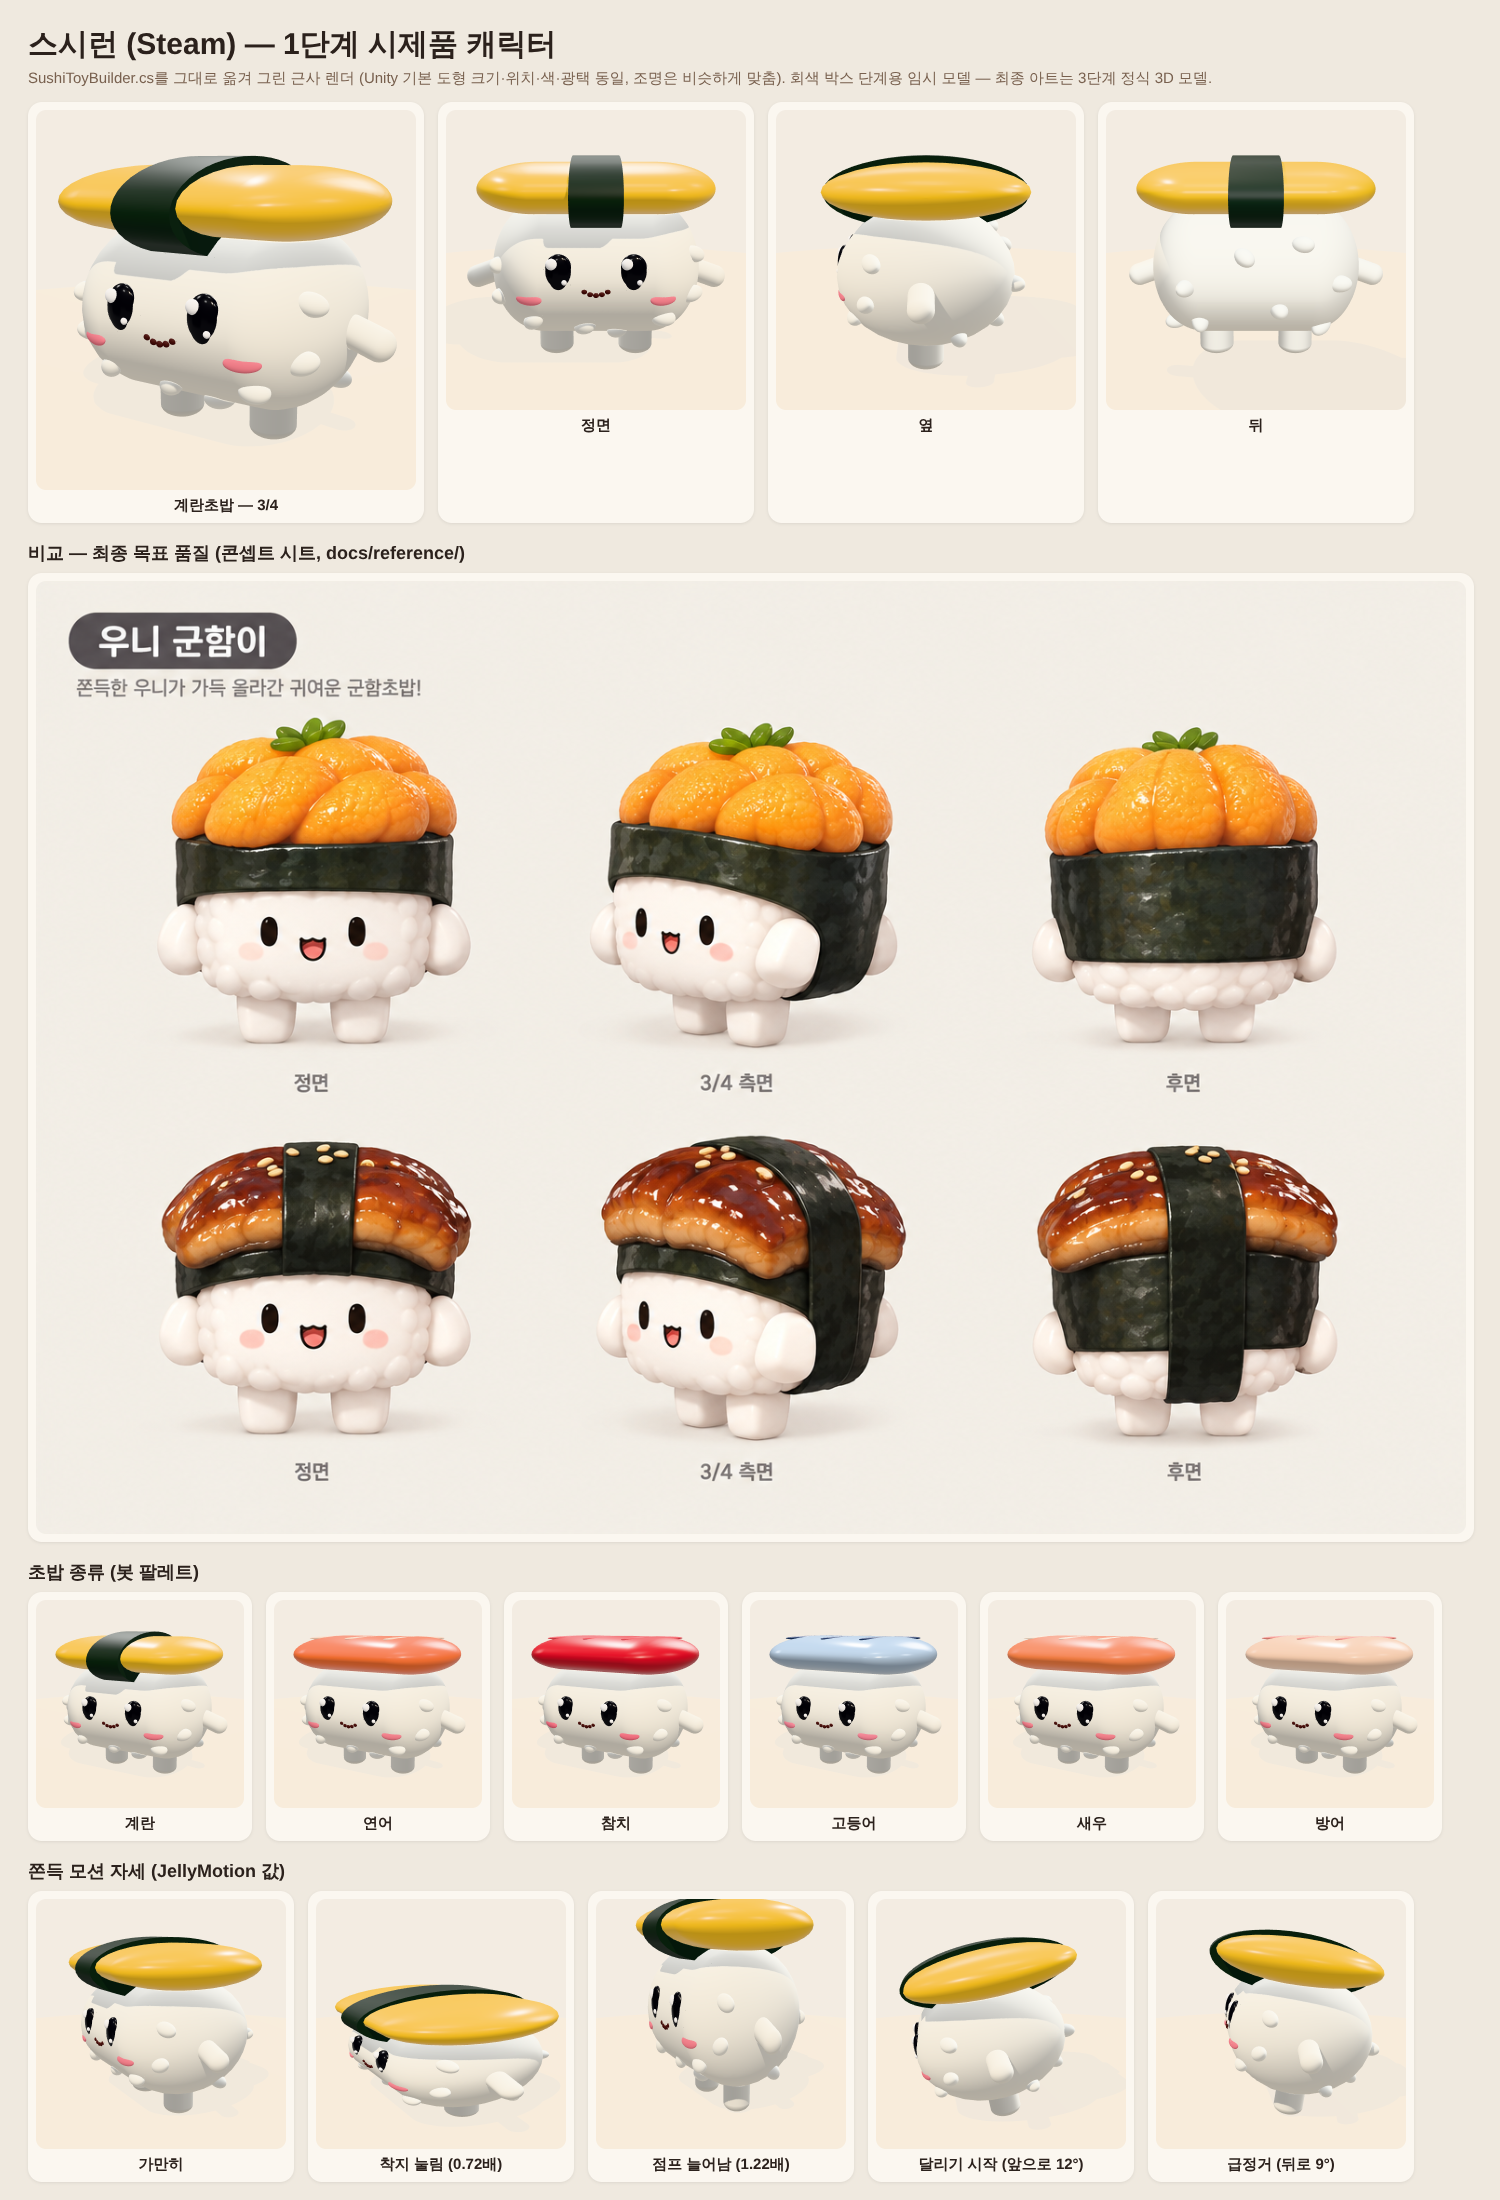 스시런 (Steam) — 1단계 시제품 캐릭터
SushiToyBuilder.cs를 그대로 옮겨 그린 근사 렌더 (Unity 기본 도형 크기·위치·색·광택 동일, 조명은 비슷하게 맞춤). 회색 박스 단계용 임시 모델 — 최종 아트는 3단계 정식 3D 모델.
계란초밥 — 3/4
정면
옆
뒤
비교 — 최종 목표 품질 (콘셉트 시트, docs/reference/)
우니 군함이
쫀득한 우니가 가득 올라간 귀여운 군함초밥!
정면
3/4 측면
후면
정면
3/4 측면
후면
초밥 종류 (봇 팔레트)
계란
연어
참치
고등어
새우
방어
쫀득 모션 자세 (JellyMotion 값)
가만히
착지 눌림 (0.72배)
점프 늘어남 (1.22배)
달리기 시작 (앞으로 12°)
급정거 (뒤로 9°)